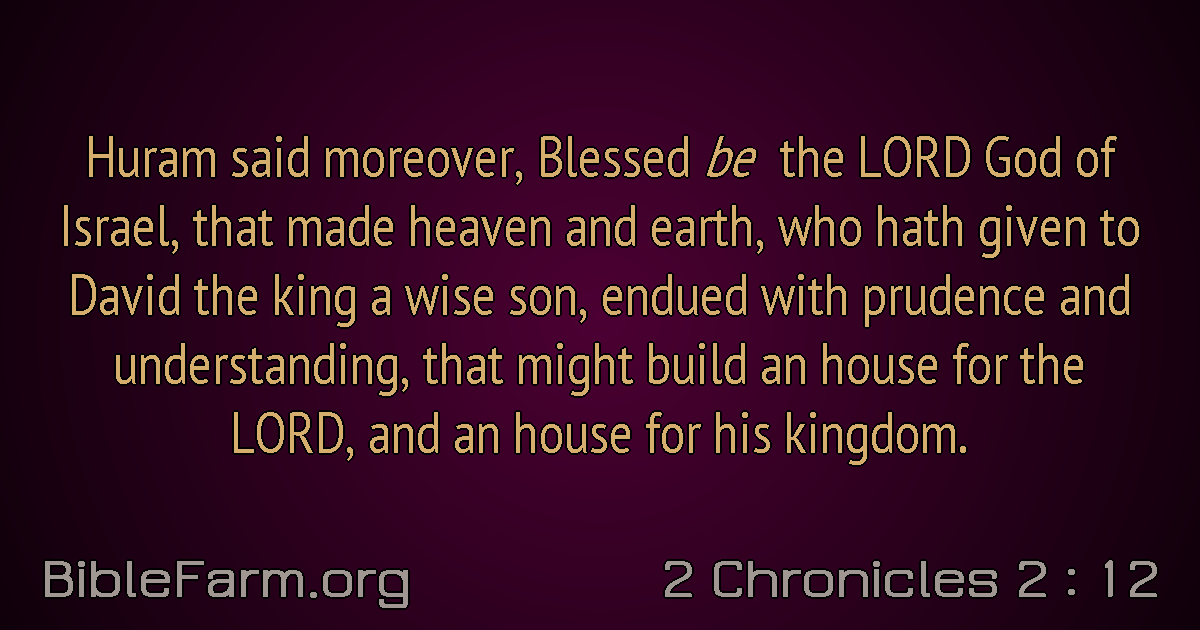 Huram said moreover, Blessed be the LORD God of
Israel, that made heaven and earth, who hath given to
David the king a wise son, endued with prudence and
understanding, that might build an house for the
LORD, and an house for his kingdom.
BibleFarm.org
2 Chronicles 2 : 12